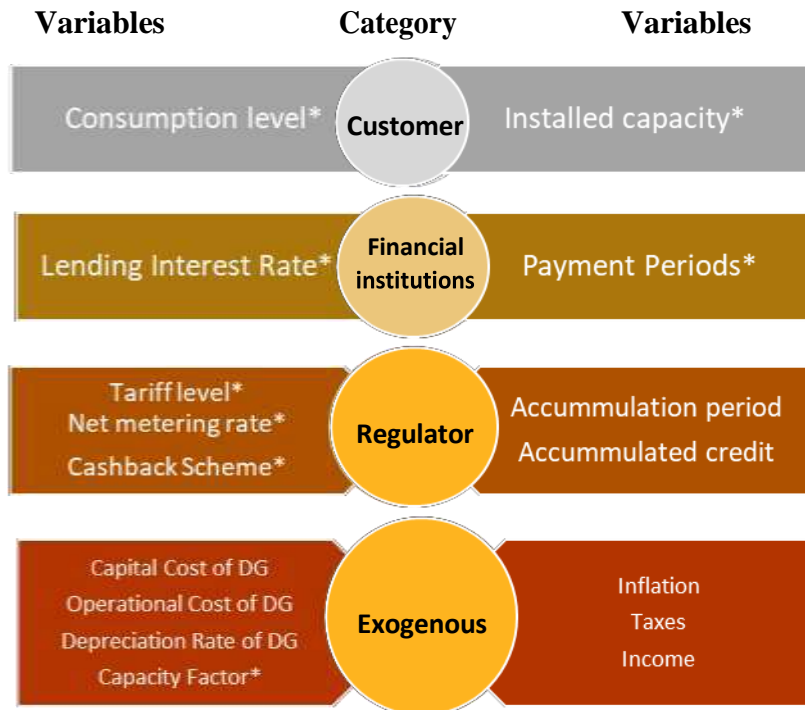 Variables Category Variables
Consumption level* Customer Installed capacity*
Lending Interest Rate* Financial institutions Payment Periods*
Tariff level*
Net metering rate*
Cashback Scheme*
Regulator
Accummulation period
Accummulated credit
Capital Cost of DG
Operational Cost of DG
Depreciation Rate of DG
Capacity Factor*
Exogenous
Inflation
Taxes
Income